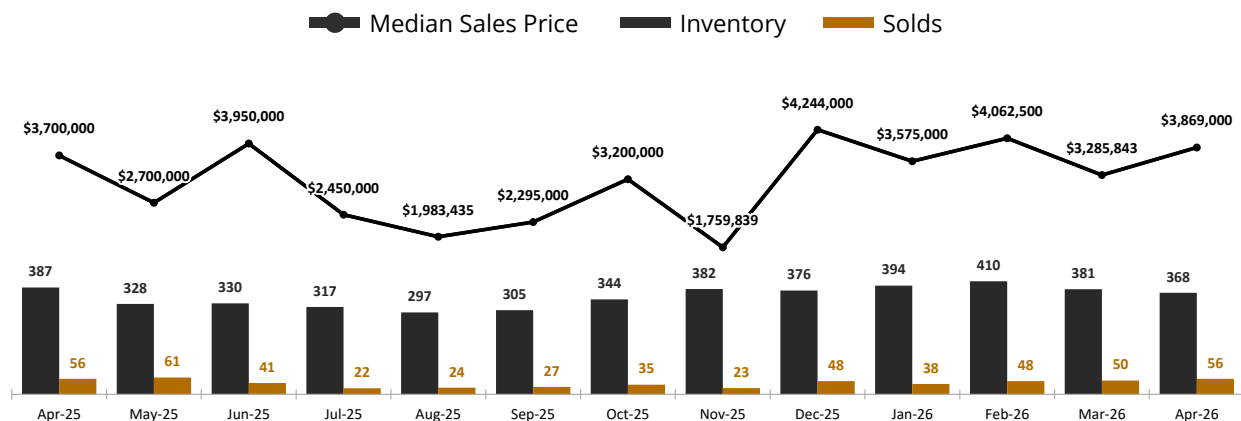 Median Sales Price Inventory Solds
$3,700,000 $2,700,000 $3,950,000 $2,450,000 $1,983,435 $2,295,000 $3,200,000 $1,759,839 $4,244,000 $3,575,000 $4,062,500 $3,285,843 $3,869,000
387 328 330 317 297 305 344 382 376 394 410 381 368
56 61 41 22 24 27 35 23 48 38 48 50 56
Apr-25 May-25 Jun-25 Jul-25 Aug-25 Sep-25 Oct-25 Nov-25 Dec-25 Jan-26 Feb-26 Mar-26 Apr-26